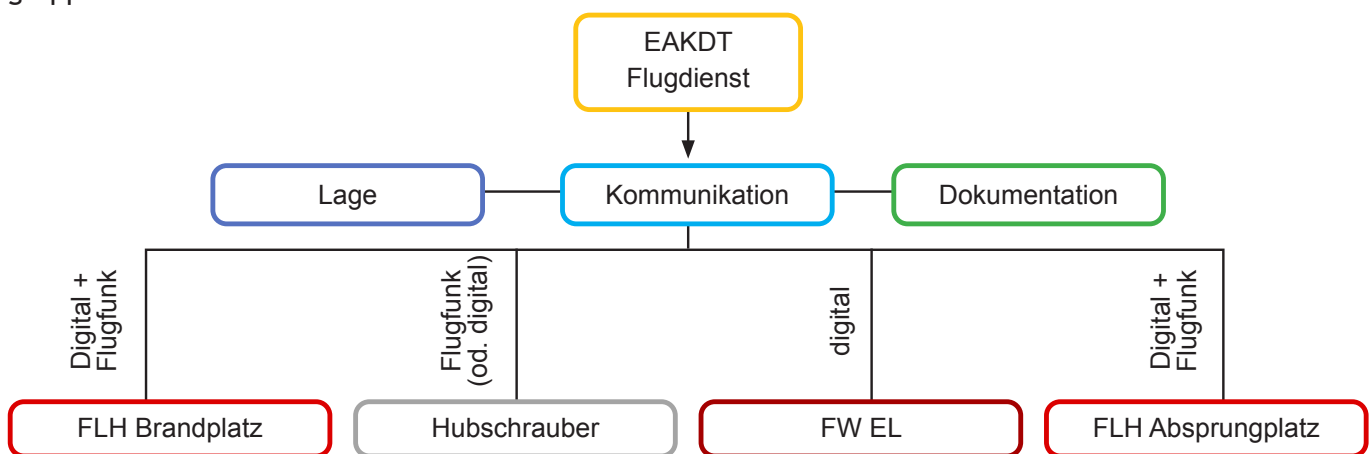 EAKDT
Flugdienst
Lage
Kommunikation
Dokumentation
Digital +
Flugfunk
Flugfunk
(od. digital)
digital
Digital +
Flugfunk
FLH Brandplatz
Hubschrauber
FW EL
FLH Absprungplatz